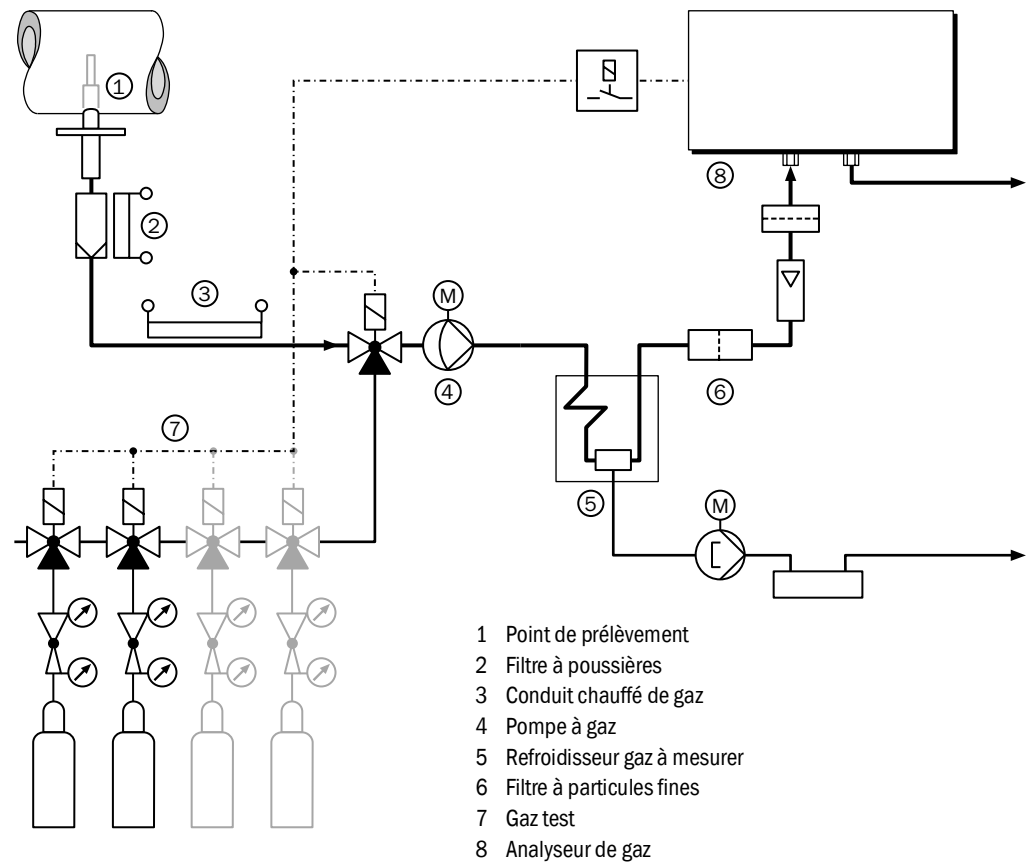 1
2
3
M
8
4
6
7
5
M
1 Point de prélèvement
2 Filtre à poussières
3 Conduit chauffé de gaz
4 Pompe à gaz
5 Refroidisseur gaz à mesurer
6 Filtre à particules fines
7 Gaz test
8 Analyseur de gaz